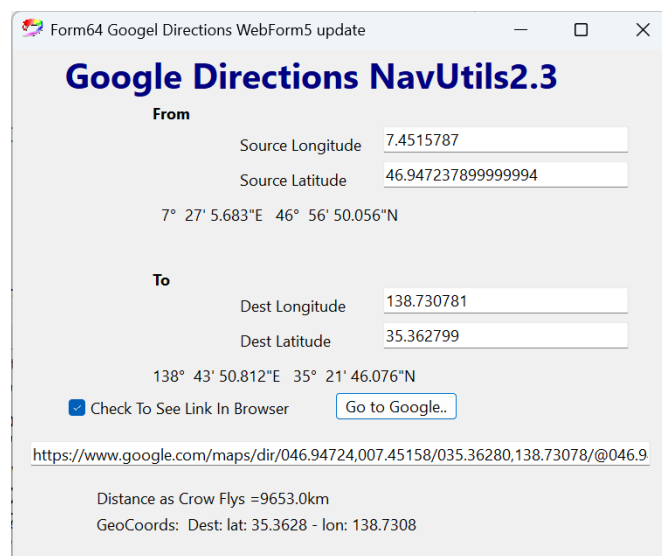 Form64 Googel Directions WebForm5 update
Google Directions NavUtils2.3
From
Source Longitude 7.4515787
Source Latitude 46.947237899999994
7° 27' 5.683"E 46° 56' 50.056"N
To
Dest Longitude 138.730781
Dest Latitude 35.362799
138° 43' 50.812"E 35° 21' 46.076"N
Check To See Link In Browser Go to Google..
https://www.google.com/maps/dir/046.94724,007.45158/035.36280,138.73078/@046.9
Distance as Crow Flys =9653.0km
GeoCoords: Dest: lat: 35.3628 - lon: 138.7308